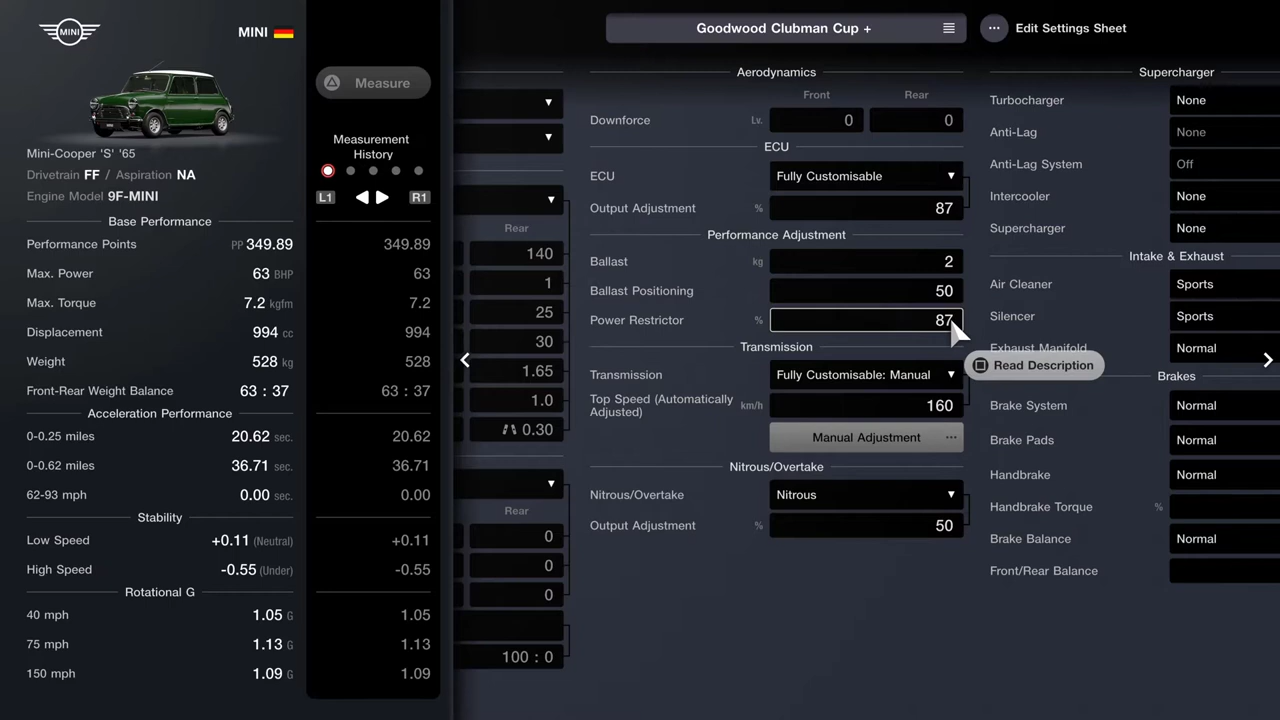 MINI
MINI
Mini-Cooper 'S' '65
Drivetrain FF / Aspiration NA
Engine Model 9F-MINI
Base Performance
Performance Points PP 349.89
Max. Power 63 BHP
Max. Torque 7.2 kgfm
Displacement 994 cc
Weight 528 kg
Front-Rear Weight Balance 63 : 37
Acceleration Performance
0-0.25 miles 20.62 sec.
0-0.62 miles 36.71 sec.
62-93 mph 0.00 sec.
Stability
Low Speed +0.11 (Neutral)
High Speed -0.55 (Under)
Rotational G
40 mph 1.05 G
75 mph 1.13 G
150 mph 1.09 G
Measure
Measurement
History
L1 R1
349.89
63
7.2
994
528
63 : 37
20.62
36.71
0.00
+0.11
-0.55
1.05
1.13
1.09
Rear
140
1
25
30
1.65
1.0
0.30
Rear
0
0
0
100 : 0
Goodwood Clubman Cup +
Edit Settings Sheet
Aerodynamics
Front Rear
Downforce Lv. 0 0
ECU
ECU Fully Customisable
Output Adjustment % 87
Performance Adjustment
Ballast kg 2
Ballast Positioning 50
Power Restrictor % 87
Transmission
Transmission Fully Customisable: Manual
Top Speed (Automatically
Adjusted) km/h 160
Manual Adjustment ...
Nitrous/Overtake
Nitrous/Overtake Nitrous
Output Adjustment % 50
Supercharger
Turbocharger None
Anti-Lag None
Anti-Lag System Off
Intercooler None
Supercharger None
Intake & Exhaust
Air Cleaner Sports
Silencer Sports
Exhaust Manifold Normal
Read Description
Brakes
Brake System Normal
Brake Pads Normal
Handbrake Normal
Handbrake Torque %
Brake Balance Normal
Front/Rear Balance